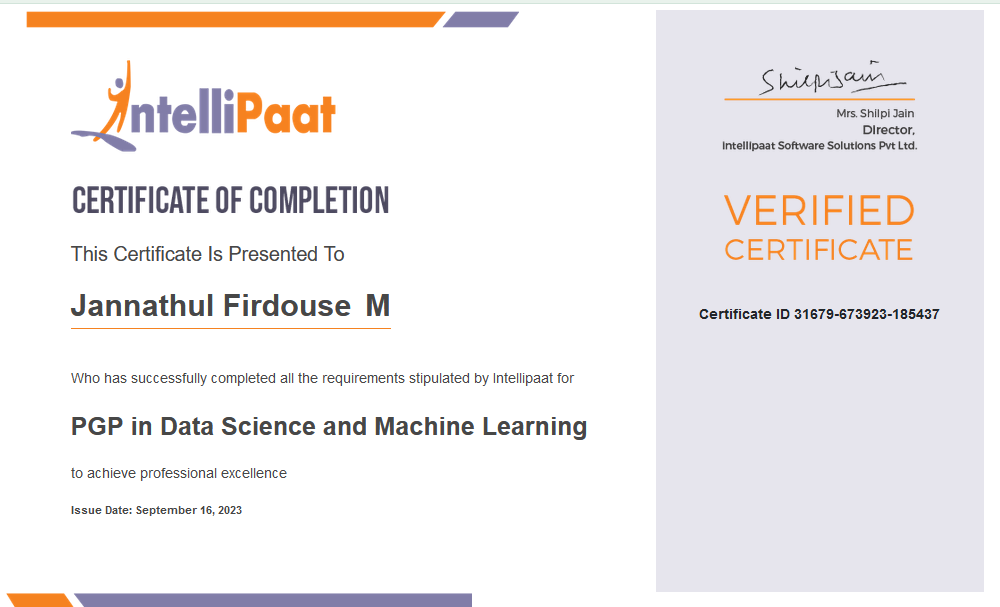 IntelliPaat
CERTIFICATE OF COMPLETION
This Certificate Is Presented To
Jannathul Firdouse M
Who has successfully completed all the requirements stipulated by Intellipaat for
PGP in Data Science and Machine Learning
to achieve professional excellence
Issue Date: September 16, 2023
Shilpi Jain
Mrs. Shilpi Jain
Director,
Intellipaat Software Solutions Pvt Ltd.
VERIFIED
CERTIFICATE
Certificate ID 31679-673923-185437